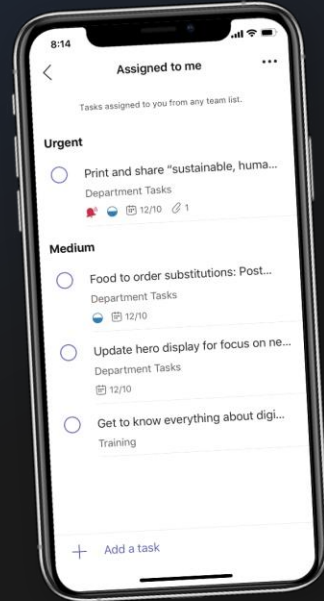 8:14
Assigned to me
Tasks assigned to you from any team list.
Urgent
Print and share “sustainable, huma...
Department Tasks
12/10 1
Medium
Food to order substitutions: Post...
Department Tasks
12/10
Update hero display for focus on ne...
Department Tasks
12/10
Get to know everything about digi...
Training
Add a task